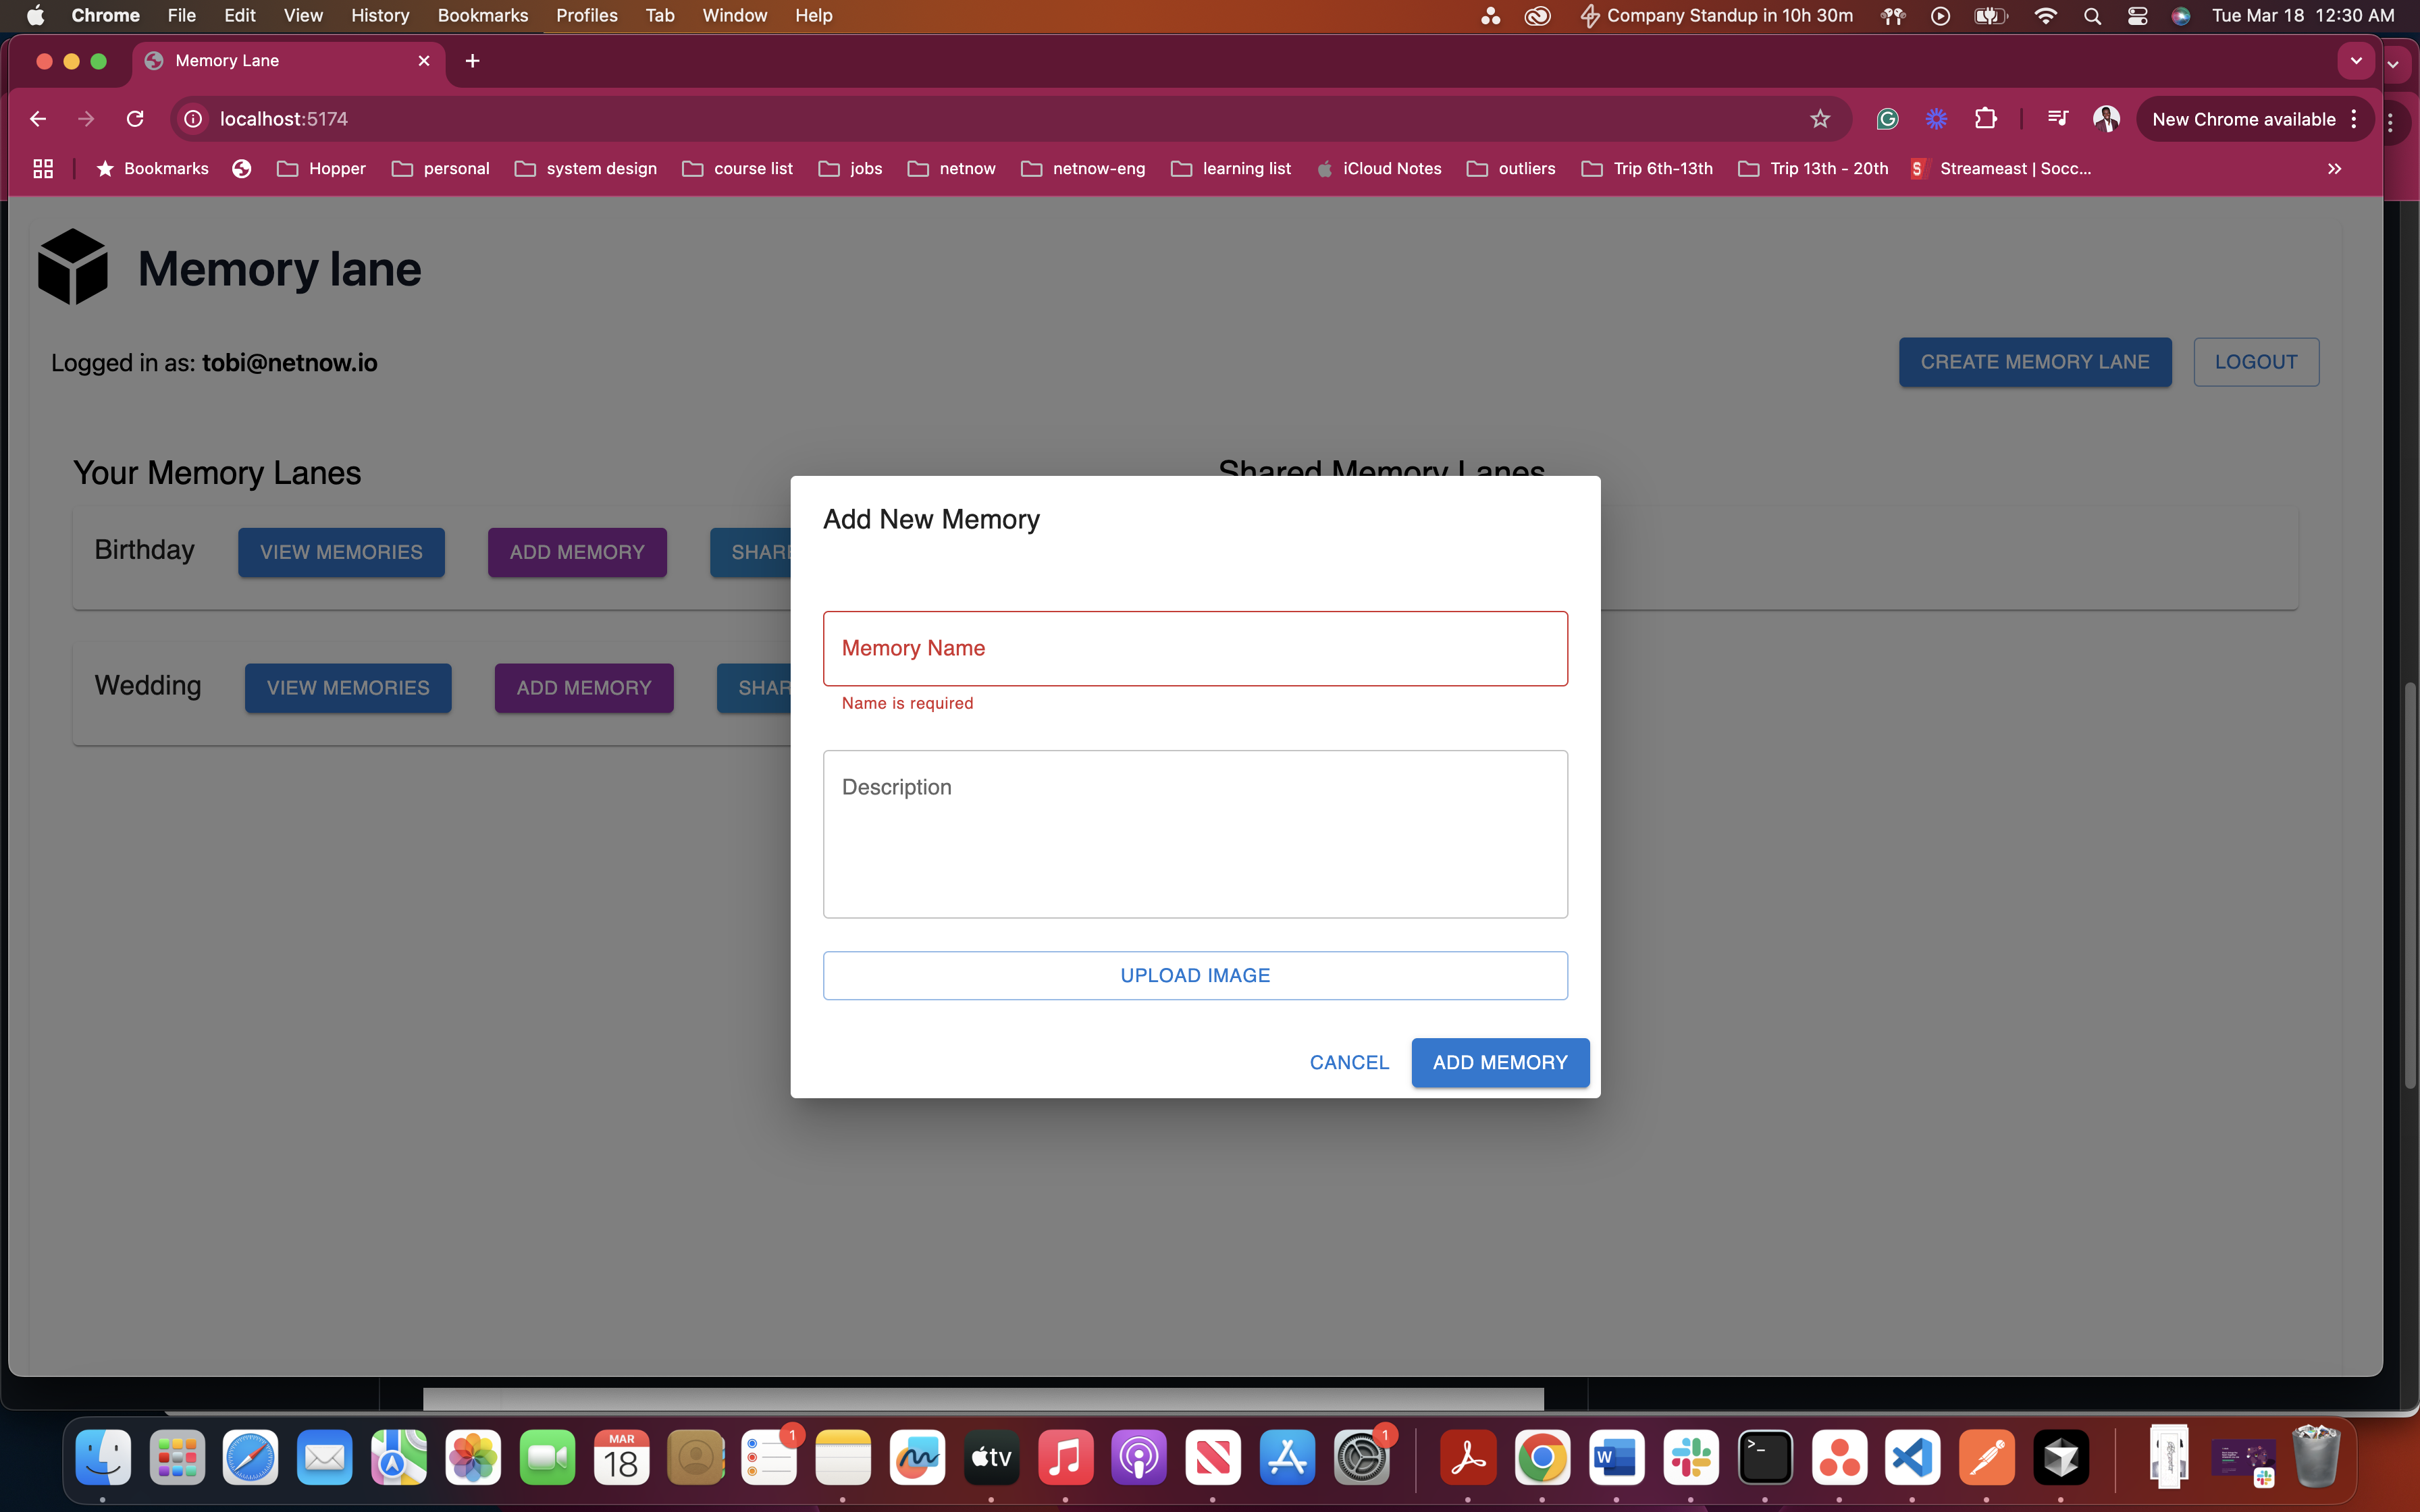 Chrome File Edit View History Bookmarks Profiles Tab Window Help Company Standup in 10h 30m Tue Mar 18 12:30 AM
Memory Lane
localhost:5174 New Chrome available
Bookmarks Hopper personal system design course list jobs netnow netnow-eng learning list iCloud Notes outliers Trip 6th-13th Trip 13th - 20th Streameast | Socc...
Memory lane
Logged in as: tobi@netnow.io CREATE MEMORY LANE LOGOUT
Your Memory Lanes Shared Memory Lanes
Birthday VIEW MEMORIES ADD MEMORY SHARE
Wedding VIEW MEMORIES ADD MEMORY SHAR
Add New Memory
Memory Name
Name is required
Description
UPLOAD IMAGE
CANCEL ADD MEMORY
MAR
18
1
tv
1
W